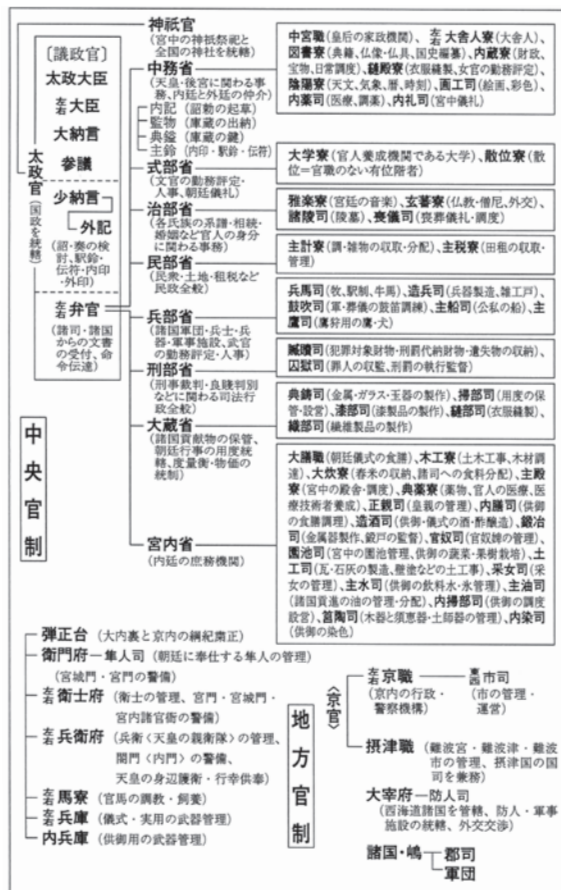 神祇官
(宮中の神祇祭祀と
全国の神社を統轄)
〔議政官〕
太政大臣
左右大臣
大納言
参議
少納言
外記
(詔・奏の検
討、駅鈴・
伝符・内印
・外印)
左右弁官
(諸司・諸国
からの文書
の受付、命
令伝達)
太政官
(国政を統轄)
中務省
(天皇・後宮に関わる事
務、内廷と外廷の仲介)
内記(詔勅の起草)
監物(庫蔵の出納)
典鎰(庫蔵の鍵)
主鈴(内印・駅鈴・伝符)
中宮職(皇后の家政機関)、左右大舎人寮(大舎人)、
図書寮(典籍、仏像・仏具、国史編纂)、内蔵寮(財政、
宝物、日常調度)、縫殿寮(衣服縫製、女官の勤務評定)、
陰陽寮(天文、気象、暦、時刻)、画工司(絵画、彩色)、
内薬司(医療、調薬)、内礼司(宮中儀礼)
式部省
(文官の勤務評定・
人事、朝廷儀礼)
大学寮(官人養成機関である大学)、散位寮(散
位=官職のない有位階者)
治部省
(各氏族の系譜・相続・
婚姻など官人の身分
に関わる事務)
雅楽寮(宮廷の音楽)、玄蕃寮(仏教・僧尼、外交)、
諸陵司(陵墓)、喪儀司(喪葬儀礼・調度)
民部省
(民衆・土地・租税など
民政全般)
主計寮(調・雑物の収取・分配)、主税寮(田租の収取・
管理)
兵部省
(諸国軍団・兵士・兵
器・軍事施設、武官
の勤務評定・人事)
兵馬司(牧、駅制、牛馬)、造兵司(兵器製造、雑工戸)、
鼓吹司(軍・葬儀の鼓笛調練)、主船司(公私の船)、主
鷹司(鷹狩用の鷹・犬)
刑部省
(刑事裁判・良賤判別
などに関わる司法行
政全般)
贓贖司(犯罪対象財物・刑罰代納財物・遺失物の収納)、
囚獄司(罪人の収監、刑罰の執行監督)
大蔵省
(諸国貢献物の保管、
朝廷行事の用度統
轄、度量衡・物価の
統制)
典鋳司(金属・ガラス・玉器の製作)、掃部司(用度の保
管・設営)、漆部司(漆製品の製作)、縫部司(衣服縫製)、
織部司(繊維製品の製作)
宮内省
(内廷の庶務機関)
大膳職(朝廷儀式の食膳)、木工寮(土木工事、木材調
達)、大炊寮(舂米の収納、諸司への食料分配)、主殿
寮(宮中の殿舎・調度)、典薬寮(薬物、官人の医療、医
療技術者養成)、正親司(皇親の管理)、内膳司(供御
の食膳調理)、造酒司(供御・儀式の酒・酢醸造)、鍛冶
司(金属器製作、鍛戸の監督)、官奴司(官奴婢の管理)、
園池司(宮中の園池管理、供御の蔬菜・果樹栽培)、土
工司(瓦・石灰の製造、壁塗などの土工事)、采女司(采
女の管理)、主水司(供御の飲料水・氷管理)、主油司
(諸国貢進の油の管理・分配)、内掃部司(供御の調度
設営)、筥陶司(木器と須恵器・土師器の管理)、内染司
(供御の染色)
中央官制
弾正台(大内裏と京内の綱紀粛正)
衛門府―隼人司(朝廷に奉仕する隼人の管理)
(宮城門・宮門の警備)
左右衛士府(衛士の管理、宮門・宮城門・
宮内諸官衙の警備)
左右兵衛府(兵衛〈天皇の親衛隊〉の管理、
閤門〈内門〉の警備、
天皇の身辺護衛・行幸供奉)
左右馬寮(官馬の調教・飼養)
左右兵庫(儀式・実用の武器管理)
内兵庫(供御用の武器管理)
地方官制
〈京官〉
左右京職
(京内の行政・
警察機構)
東西市司
(市の管理・
運営)
摂津職(難波宮・難波津・難波
市の管理、摂津国の国
司を兼務)
大宰府―防人司
(西海道諸国を管轄、防人・軍事
施設の統轄、外交交渉)
諸国・嶋
郡司
軍団